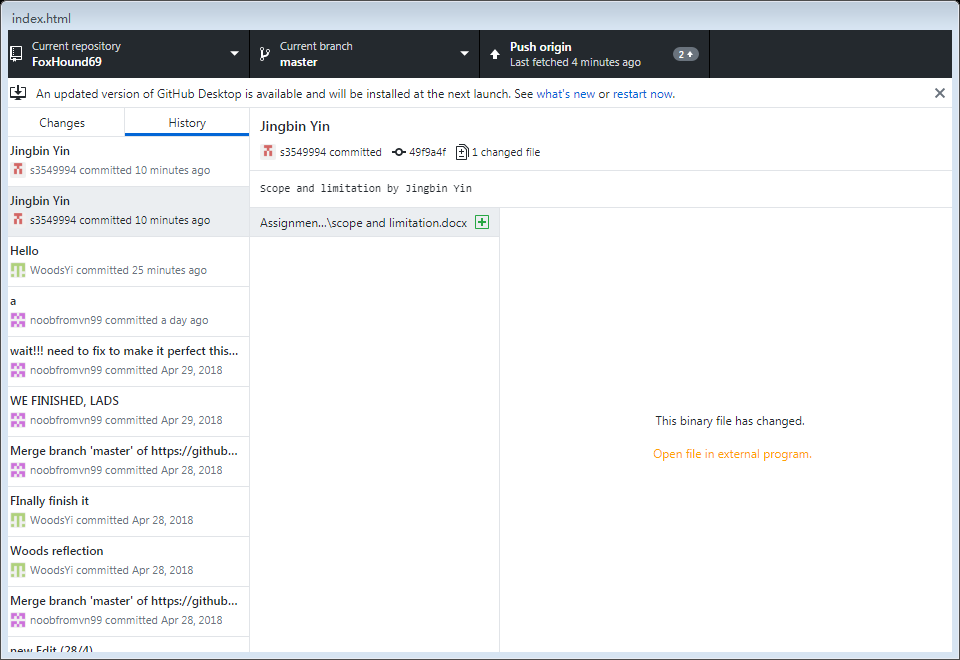 index.html
Current repository
FoxHound69
Current branch
master
Push origin
Last fetched 4 minutes ago
2
An updated version of GitHub Desktop is available and will be installed at the next launch. See what's new or restart now.
Changes
History
Jingbin Yin
s3549994 committed 10 minutes ago
Jingbin Yin
s3549994 committed 10 minutes ago
Hello
WoodsYi committed 25 minutes ago
a
noobfromvn99 committed a day ago
wait!!! need to fix to make it perfect this...
noobfromvn99 committed Apr 29, 2018
WE FINISHED, LADS
noobfromvn99 committed Apr 29, 2018
Merge branch 'master' of https://github...
noobfromvn99 committed Apr 28, 2018
FInally finish it
WoodsYi committed Apr 28, 2018
Woods reflection
WoodsYi committed Apr 28, 2018
Merge branch 'master' of https://github...
noobfromvn99 committed Apr 28, 2018
new Edit (28/4)
Jingbin Yin
s3549994 committed 49f9a4f 1 changed file
Scope and limitation by Jingbin Yin
Assignmen...\scope and limitation.docx
This binary file has changed.
Open file in external program.